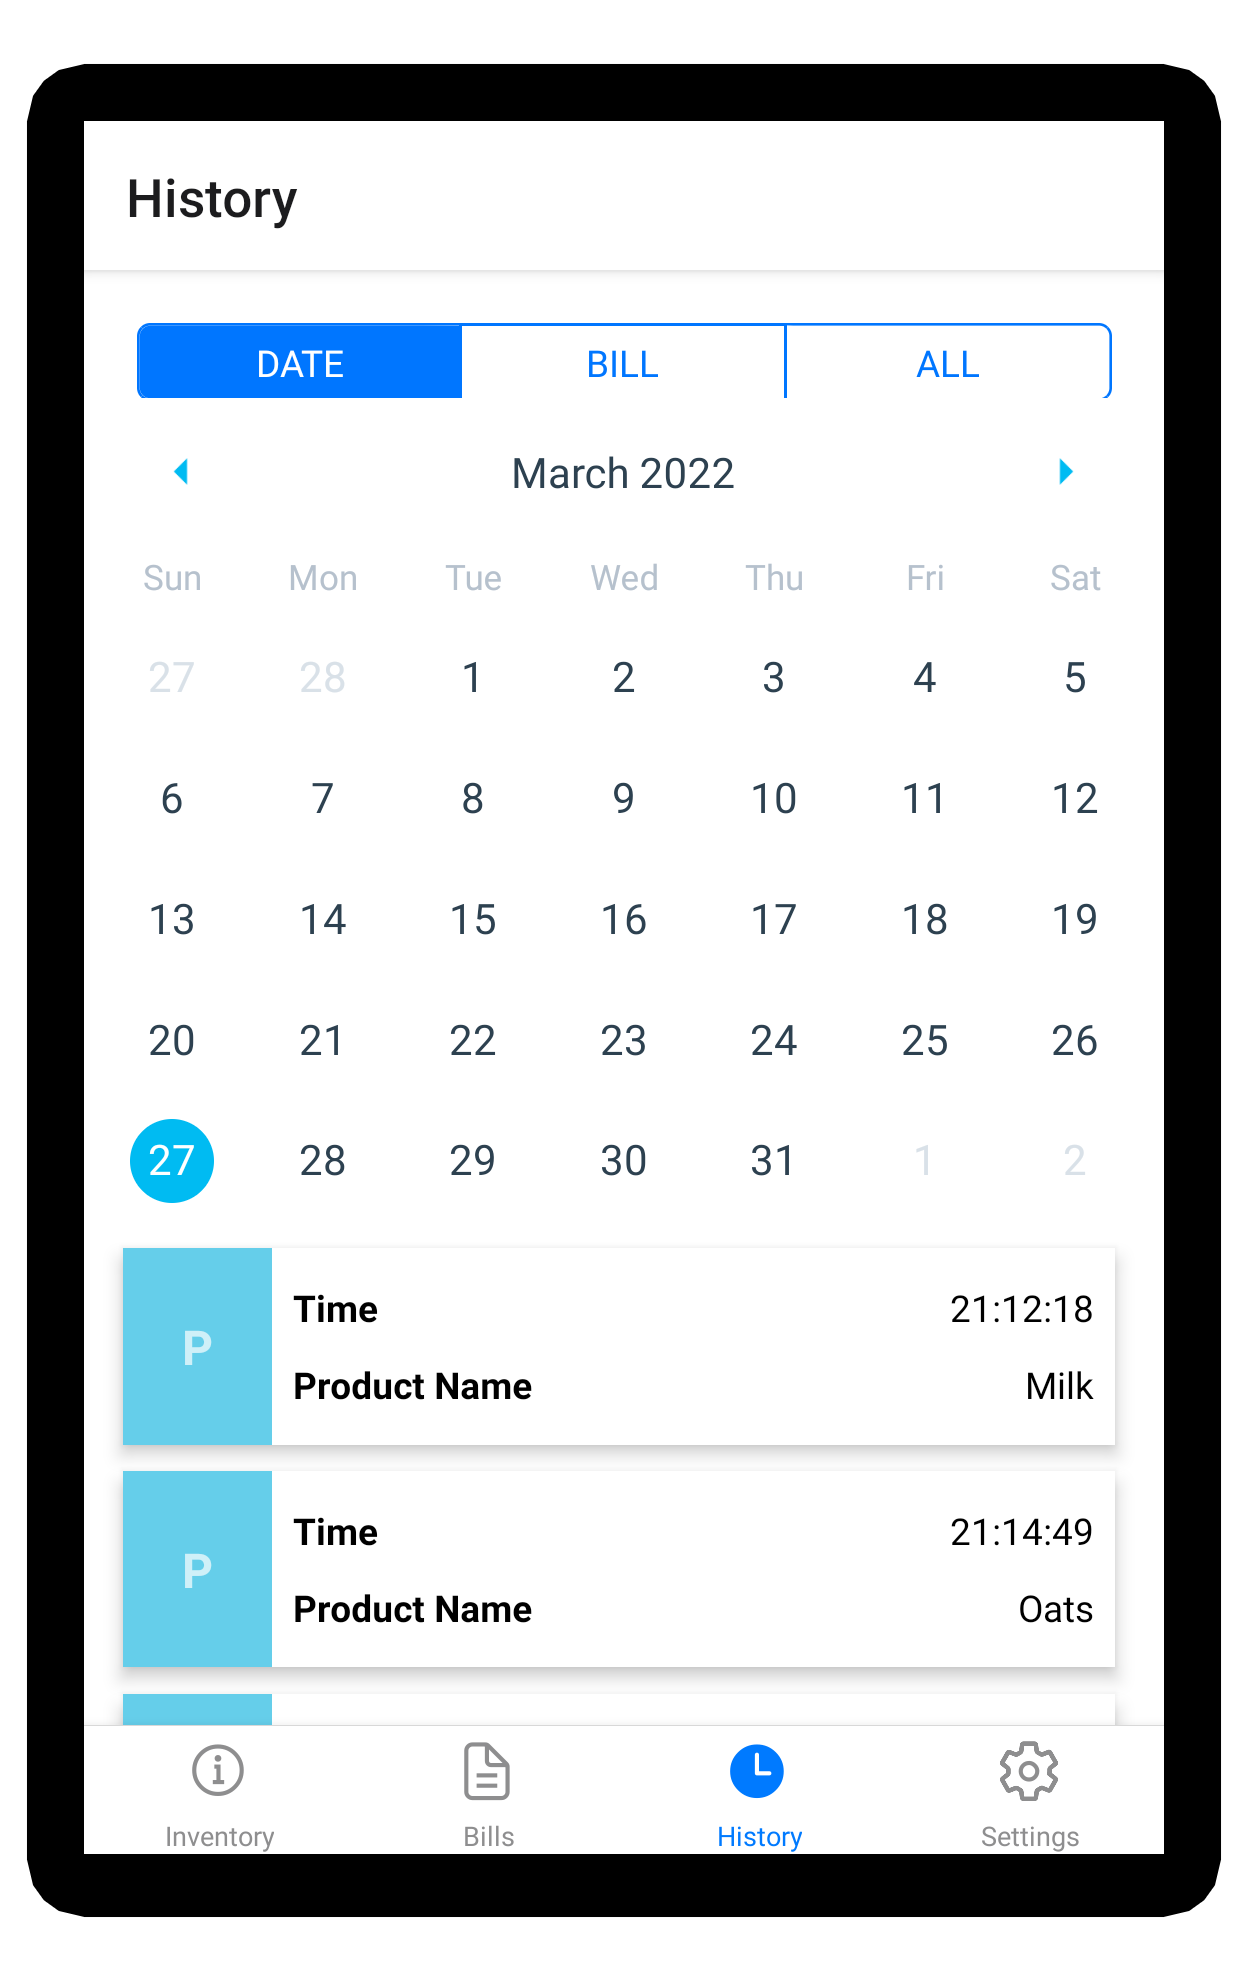 History
DATE BILL ALL
March 2022
Sun Mon Tue Wed Thu Fri Sat
27 28 1 2 3 4 5
6 7 8 9 10 11 12
13 14 15 16 17 18 19
20 21 22 23 24 25 26
27 28 29 30 31 1 2
P
Time 21:12:18
Product Name Milk
P
Time 21:14:49
Product Name Oats
Inventory Bills History Settings